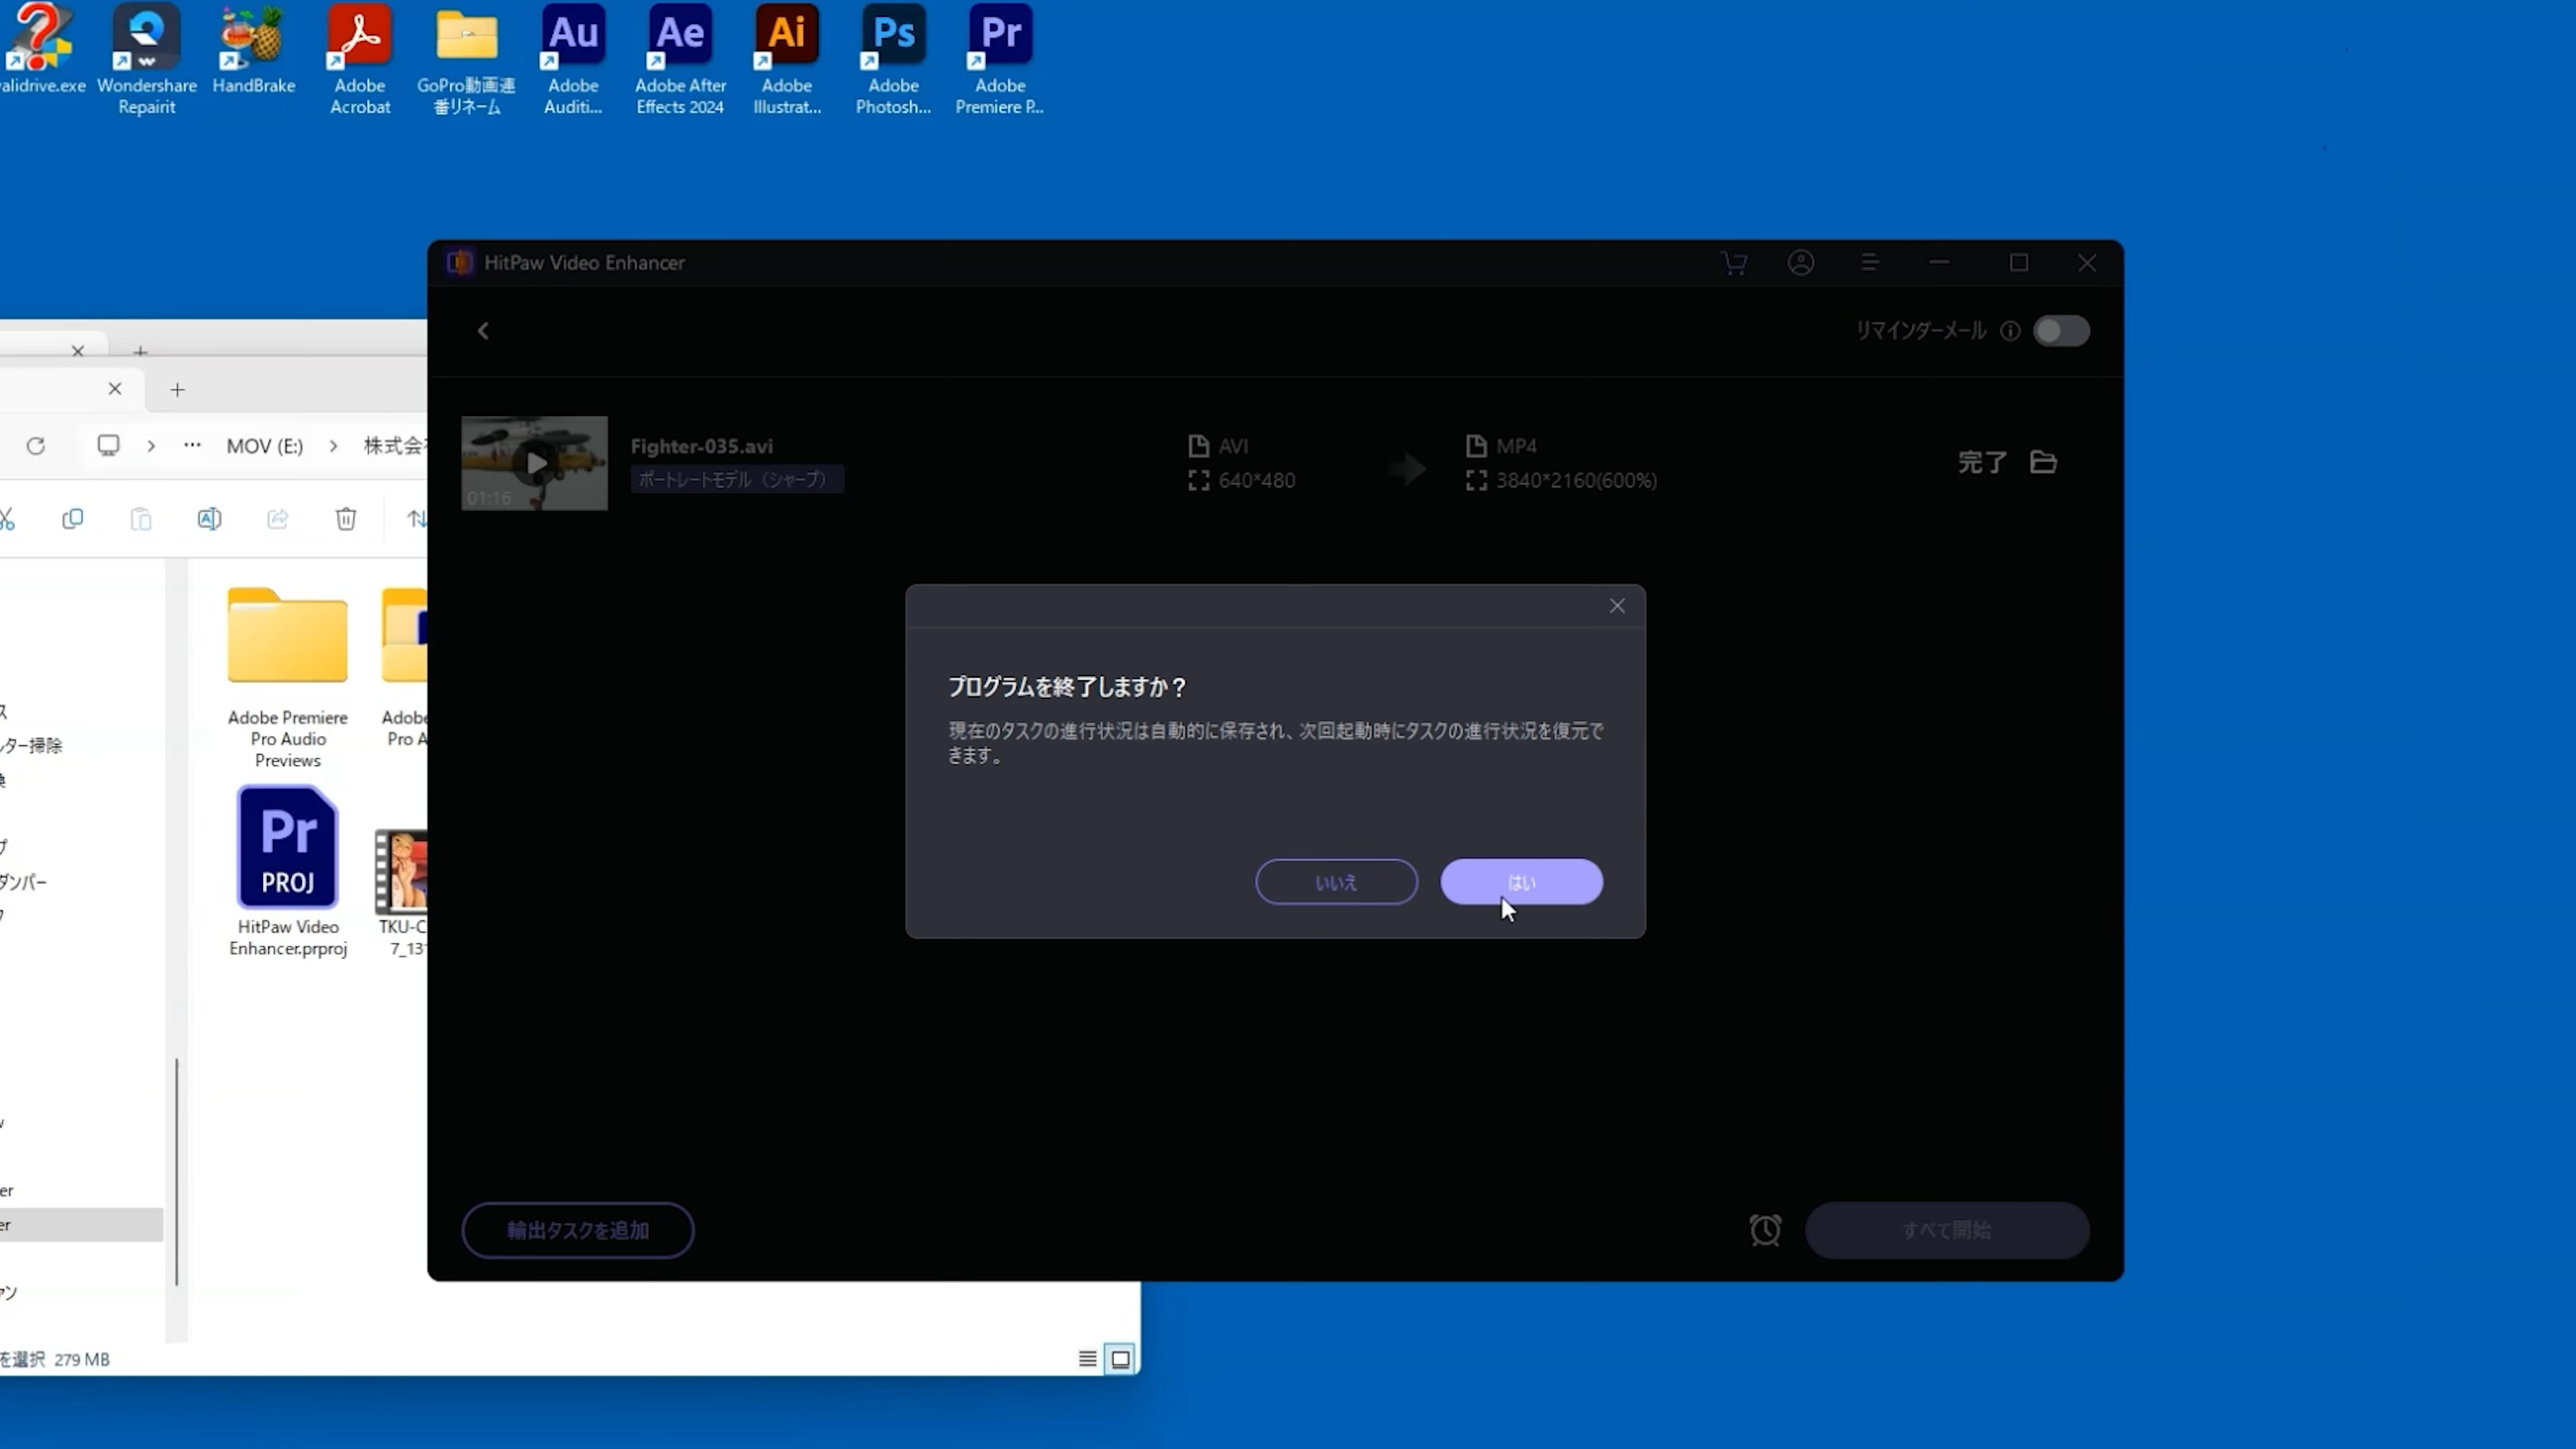 alidrive.exe
Wondershare
Repairit
HandBrake
Adobe
Acrobat
GoPro動画連
番リネーム
Au
Adobe
Auditi...
Ae
Adobe After
Effects 2024
Ai
Adobe
Illustrat...
Ps
Adobe
Photosh...
Pr
Adobe
Premiere P...
HitPaw Video Enhancer
リマインダーメール
MOV (E:)
株式会
Fighter-035.avi
ポートレートモデル（シャープ）
01:16
AVI
640*480
MP4
3840*2160(600%)
完了
プログラムを終了しますか？
現在のタスクの進行状況は自動的に保存され、次回起動時にタスクの進行状況を復元で
きます。
いいえ
はい
Adobe Premiere
Pro Audio
Previews
Adobe
Pro A
Pr
PROJ
HitPaw Video
Enhancer.prproj
TKU-C
7_131
ス
ター掃除
プ
ダンパー
er
er
ァン
輸出タスクを追加
すべて開始
を選択 279 MB